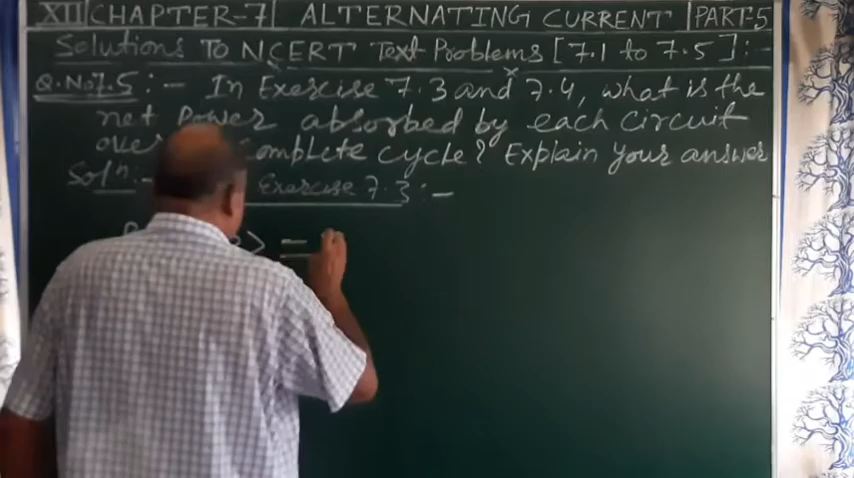 XII CHAPTER-7 ALTERNATING CURRENT PART-5
Solutions To NCERT Text Problems [7.1 to 7.5]:-
Q.No7.5:- In Exercise 7.3 and 7.4, what is the
net Power absorbed by each circuit
over complete cycle? Explain your answer
Solⁿ:- Exercise 7.3:-
> =